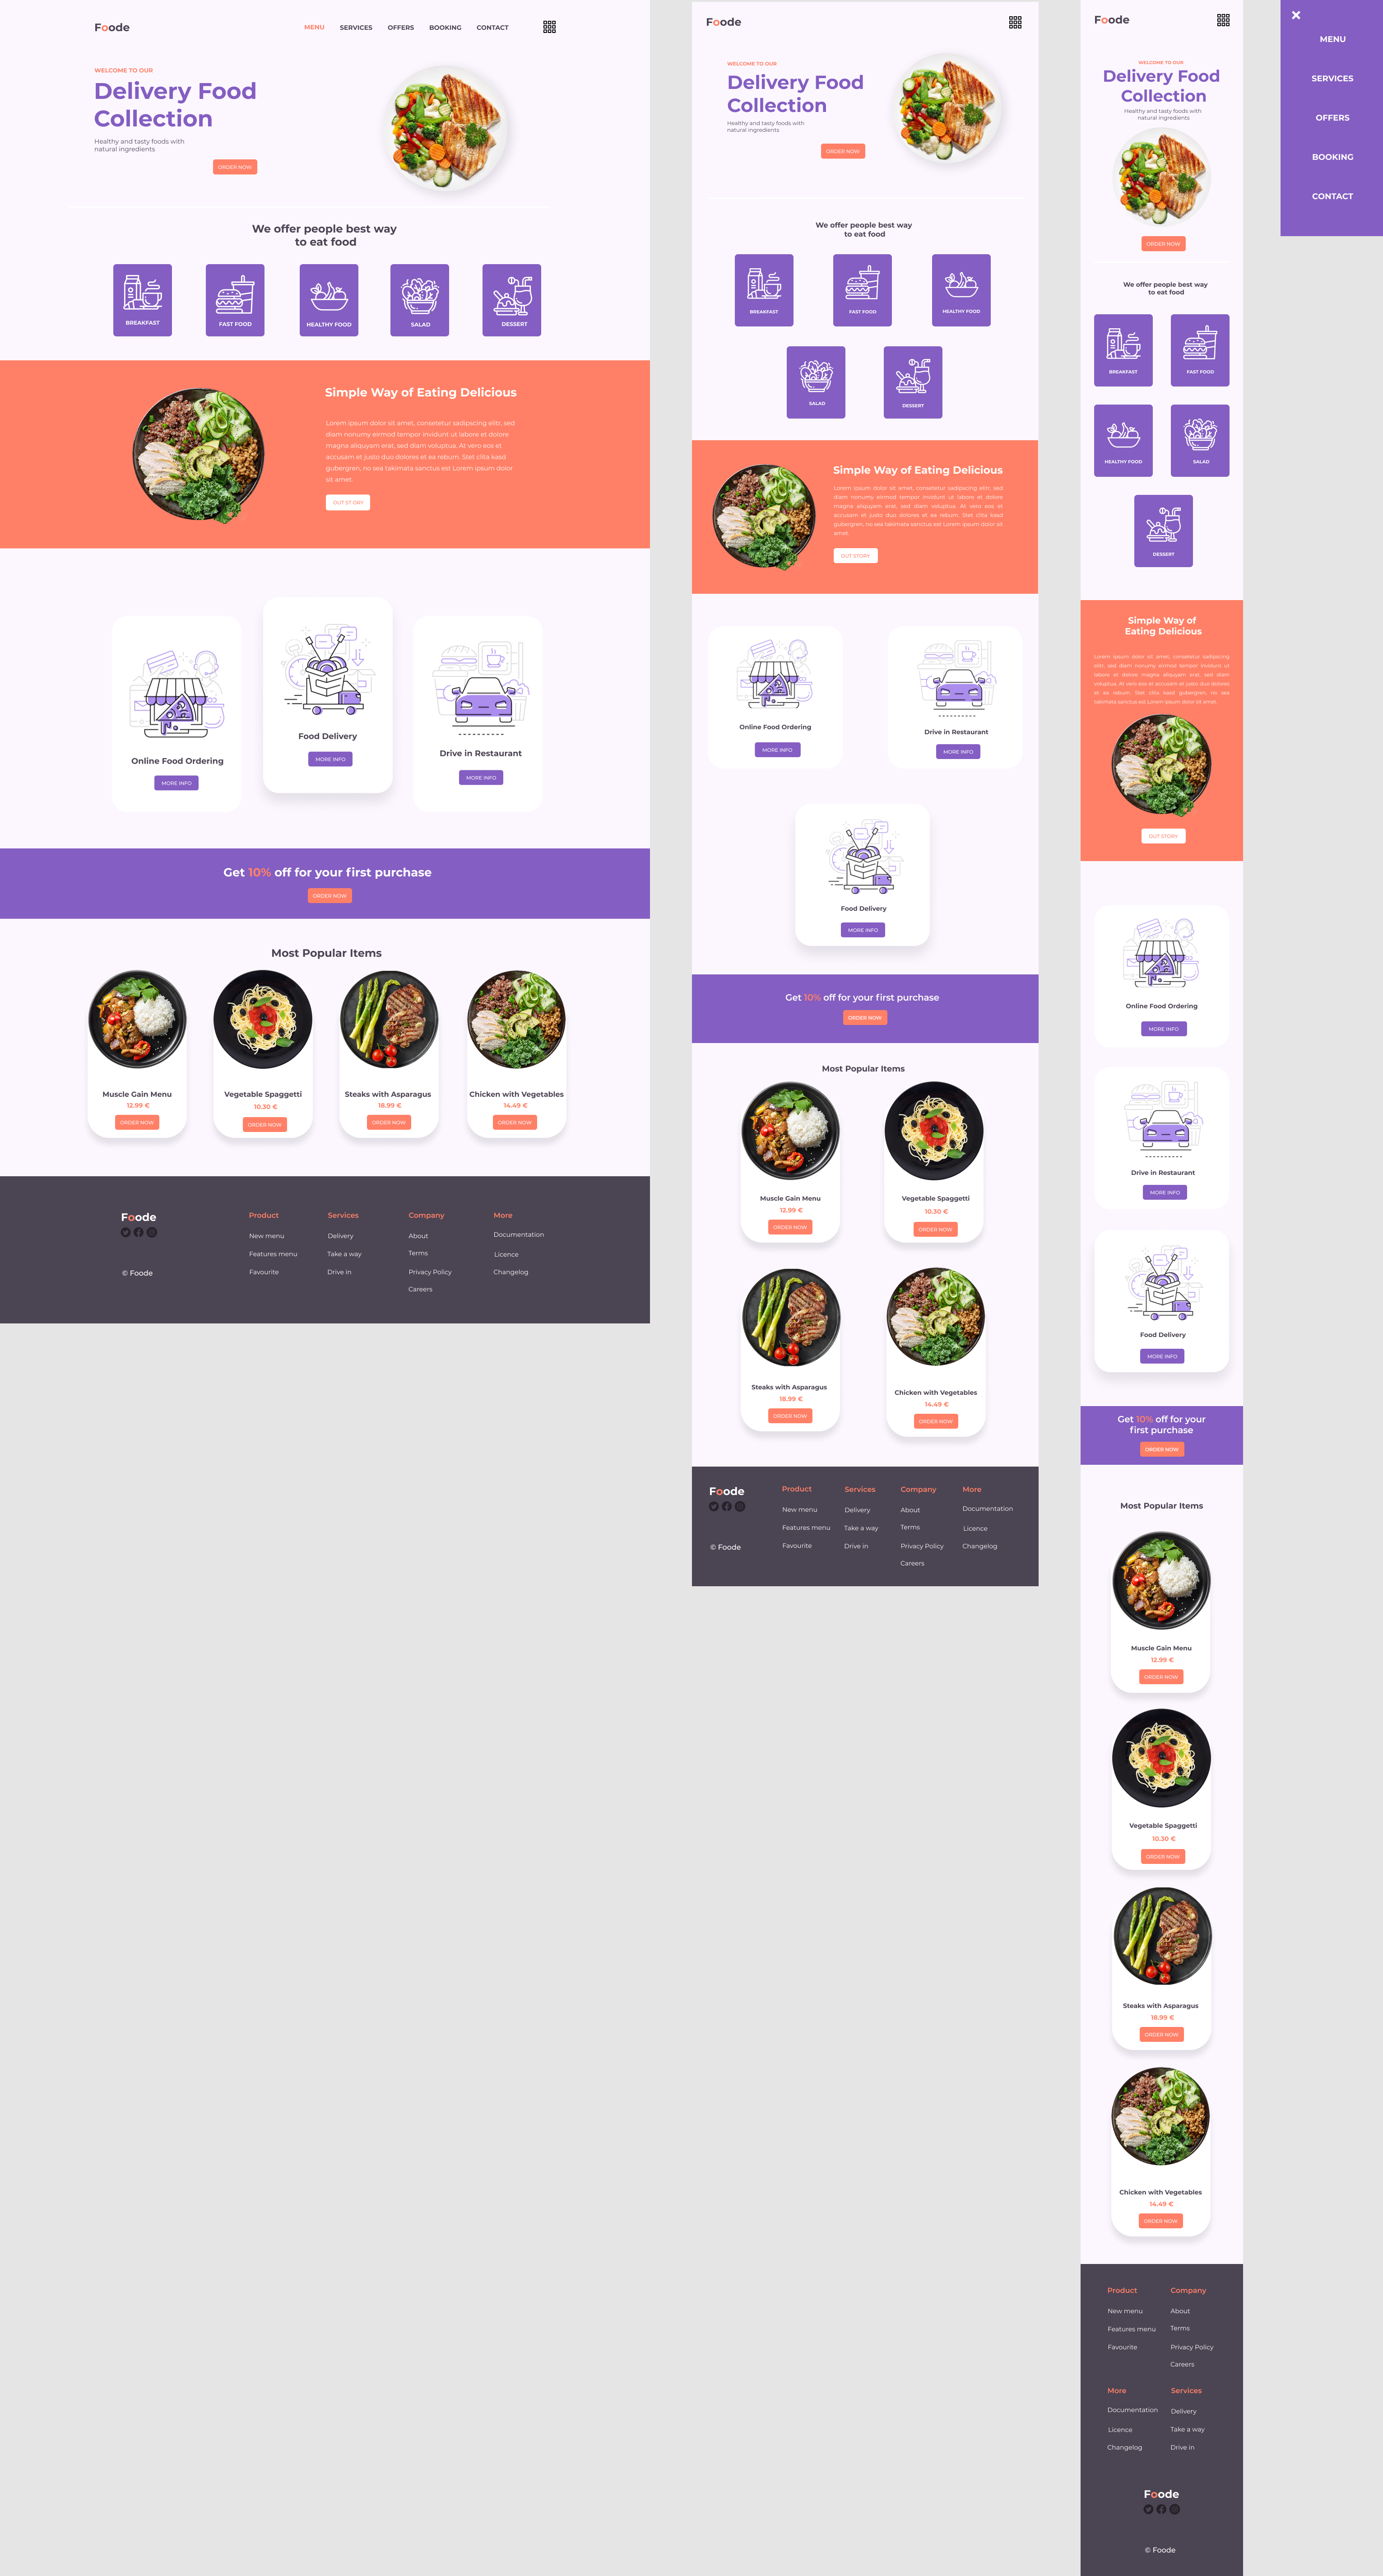 Foode
MENU
SERVICES
OFFERS
BOOKING
CONTACT
WELCOME TO OUR
Delivery Food
Collection
Healthy and tasty foods with
natural ingredients
ORDER NOW
We offer people best way
to eat food
BREAKFAST
FAST FOOD
HEALTHY FOOD
SALAD
DESSERT
Simple Way of Eating Delicious
Lorem ipsum dolor sit amet, consetetur sadipscing elitr, sed
diam nonumy eirmod tempor invidunt ut labore et dolore
magna aliquyam erat, sed diam voluptua. At vero eos et
accusam et justo duo dolores et ea rebum. Stet clita kasd
gubergren, no sea takimata sanctus est Lorem ipsum dolor
sit amet.
OUT ST ORY
Online Food Ordering
MORE INFO
Food Delivery
MORE INFO
Drive in Restaurant
MORE INFO
Get 10% off for your first purchase
ORDER NOW
Most Popular Items
Muscle Gain Menu
12.99 €
ORDER NOW
Vegetable Spaggetti
10.30 €
ORDER NOW
Steaks with Asparagus
18.99 €
ORDER NOW
Chicken with Vegetables
14.49 €
ORDER NOW
Foode
© Foode
Product
New menu
Features menu
Favourite
Services
Delivery
Take a way
Drive in
Company
About
Terms
Privacy Policy
Careers
More
Documentation
Licence
Changelog
Foode
WELCOME TO OUR
Delivery Food
Collection
Healthy and tasty foods with
natural ingredients
ORDER NOW
We offer people best way
to eat food
BREAKFAST
FAST FOOD
HEALTHY FOOD
SALAD
DESSERT
Simple Way of Eating Delicious
Lorem ipsum dolor sit amet, consetetur sadipscing elitr, sed
diam nonumy eirmod tempor invidunt ut labore et dolore
magna aliquyam erat, sed diam voluptua. At vero eos et
accusam et justo duo dolores et ea rebum. Stet clita kasd
gubergren, no sea takimata sanctus est Lorem ipsum dolor sit
amet.
OUT STORY
Online Food Ordering
MORE INFO
Drive in Restaurant
MORE INFO
Food Delivery
MORE INFO
Get 10% off for your first purchase
ORDER NOW
Most Popular Items
Muscle Gain Menu
12.99 €
ORDER NOW
Vegetable Spaggetti
10.30 €
ORDER NOW
Steaks with Asparagus
18.99 €
ORDER NOW
Chicken with Vegetables
14.49 €
ORDER NOW
Foode
© Foode
Product
New menu
Features menu
Favourite
Services
Delivery
Take a way
Drive in
Company
About
Terms
Privacy Policy
Careers
More
Documentation
Licence
Changelog
Foode
WELCOME TO OUR
Delivery Food
Collection
Healthy and tasty foods with
natural ingredients
ORDER NOW
We offer people best way
to eat food
BREAKFAST
FAST FOOD
HEALTHY FOOD
SALAD
DESSERT
Simple Way of
Eating Delicious
Lorem ipsum dolor sit amet, consetetur sadipscing
elitr, sed diam nonumy eirmod tempor invidunt ut
labore et dolore magna aliquyam erat, sed diam
voluptua. At vero eos et accusam et justo duo dolores
et ea rebum. Stet clita kasd gubergren, no sea
takimata sanctus est Lorem ipsum dolor sit amet.
OUT STORY
Online Food Ordering
MORE INFO
Drive in Restaurant
MORE INFO
Food Delivery
MORE INFO
Get 10% off for your
first purchase
ORDER NOW
Most Popular Items
Muscle Gain Menu
12.99 €
ORDER NOW
Vegetable Spaggetti
10.30 €
ORDER NOW
Steaks with Asparagus
18.99 €
ORDER NOW
Chicken with Vegetables
14.49 €
ORDER NOW
Product
New menu
Features menu
Favourite
Company
About
Terms
Privacy Policy
Careers
More
Documentation
Licence
Changelog
Services
Delivery
Take a way
Drive in
Foode
© Foode
MENU
SERVICES
OFFERS
BOOKING
CONTACT